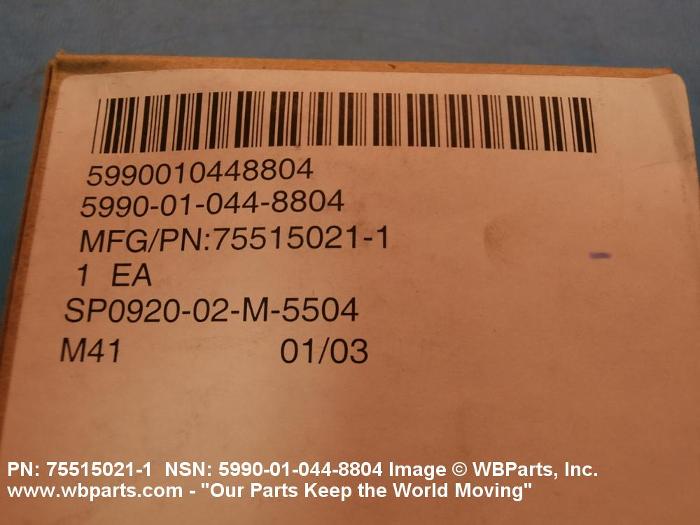 5990010448804
5990-01-044-8804
MFG/PN:75515021-1
1 EA
SP0920-02-M-5504
M41 01/03
PN: 75515021-1 NSN: 5990-01-044-8804 Image © WBParts, Inc.
www.wbparts.com - "Our Parts Keep the World Moving"